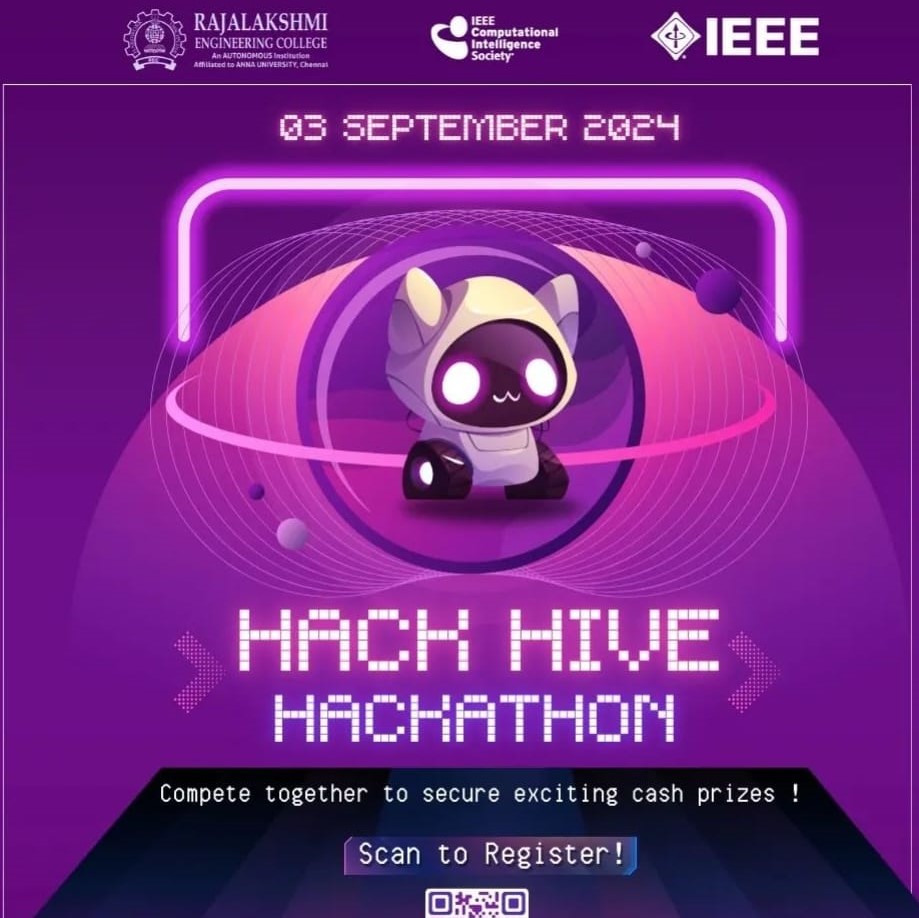 RAJALAKSHMI
ENGINEERING COLLEGE
An AUTONOMOUS Institution
Affiliated to ANNA UNIVERSITY, Chennai
IEEE
Computational
Intelligence
Society
IEEE
03 SEPTEMBER 2024
HACK HIVE
HACKATHON
Compete together to secure exciting cash prizes !
Scan to Register!